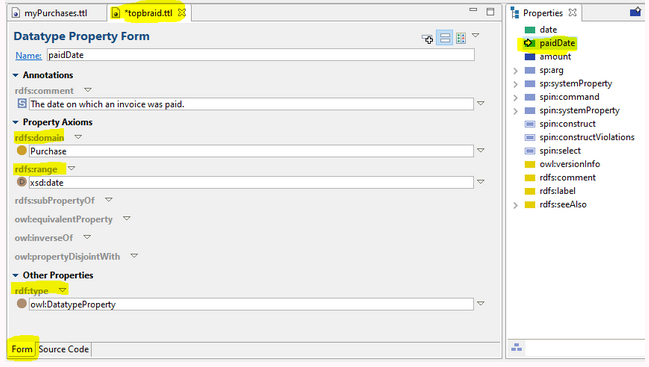 myPurchases.ttl
*topbraid.ttl
Datatype Property Form
Name: paidDate
Annotations
rdfs:comment
The date on which an invoice was paid.
Property Axioms
rdfs:domain
Purchase
rdfs:range
xsd:date
rdfs:subPropertyOf
owl:equivalentProperty
owl:inverseOf
owl:propertyDisjointWith
Other Properties
rdf:type
owl:DatatypeProperty
Form
Source Code
Properties
date
paidDate
amount
sp:arg
sp:systemProperty
spin:command
spin:systemProperty
spin:construct
spin:constructViolations
spin:select
owl:versionInfo
rdfs:comment
rdfs:label
rdfs:seeAlso